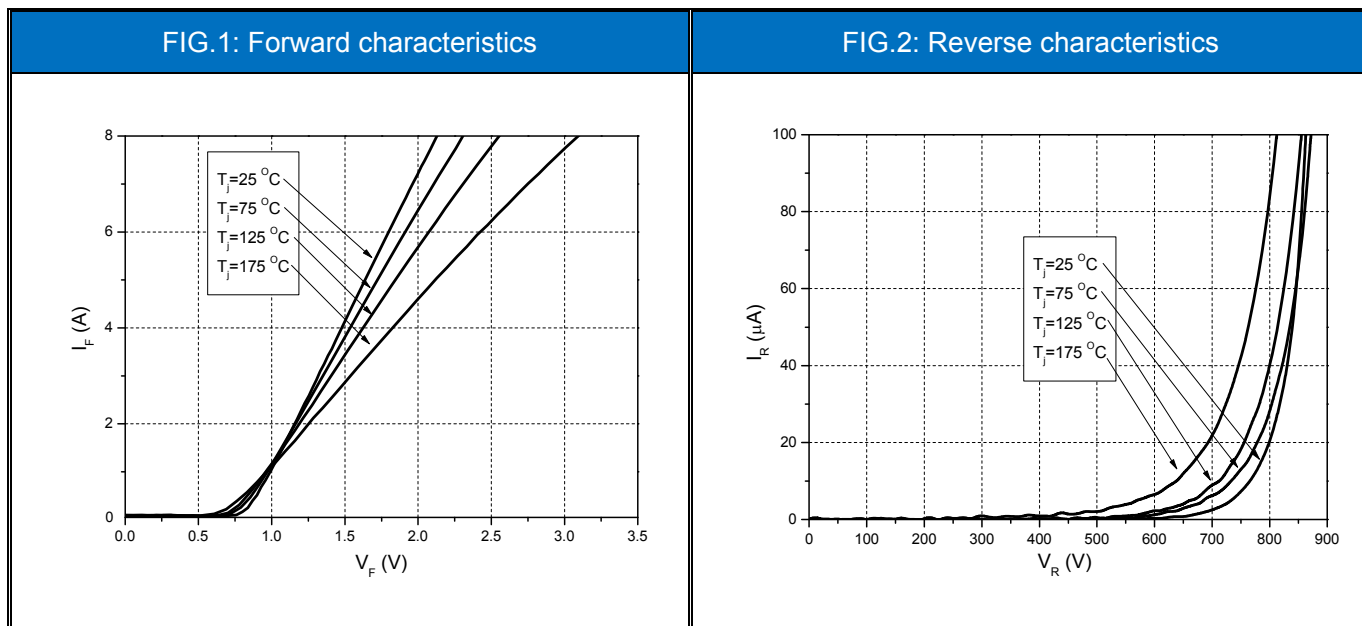 FIG.1: Forward characteristics
FIG.2: Reverse characteristics
8
6
4
2
0
I_F (A)
T_j=25 °C
T_j=75 °C
T_j=125 °C
T_j=175 °C
0.0 0.5 1.0 1.5 2.0 2.5 3.0 3.5
V_F (V)
100
80
60
40
20
0
I_R (μA)
T_j=25 °C
T_j=75 °C
T_j=125 °C
T_j=175 °C
0 100 200 300 400 500 600 700 800 900
V_R (V)